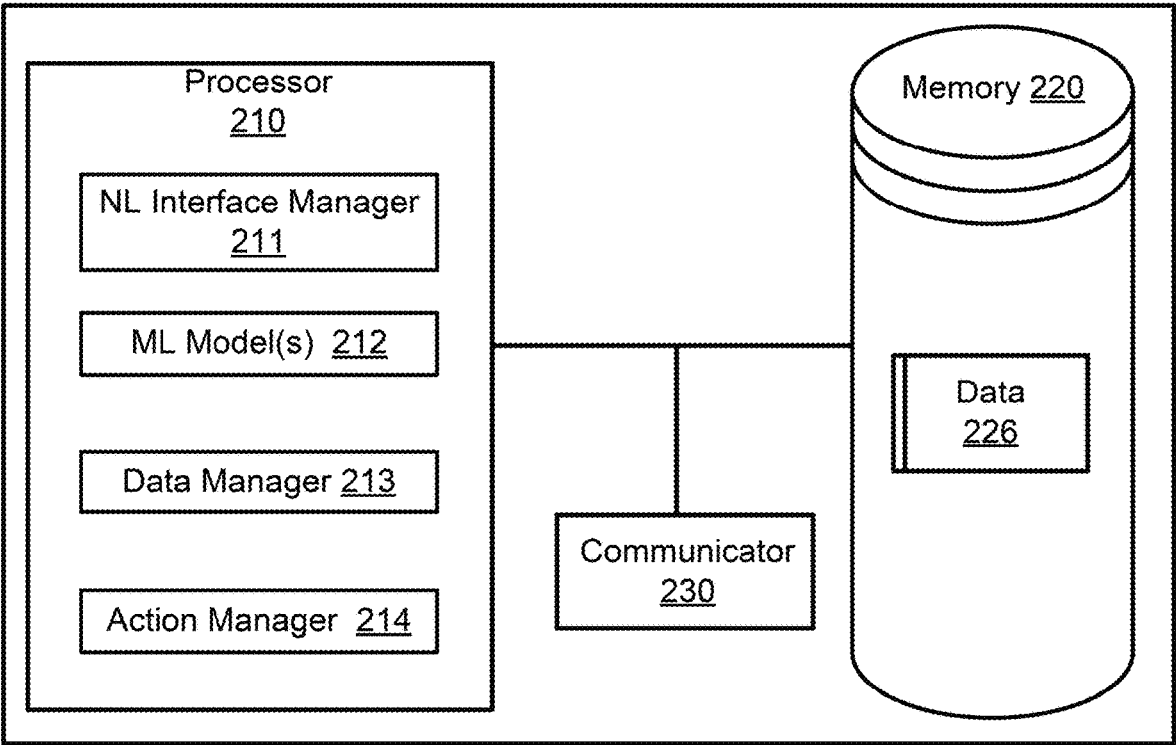 Processor
210
NL Interface Manager
211
ML Model(s) 212
Data Manager 213
Action Manager 214
Communicator
230
Memory 220
Data
226